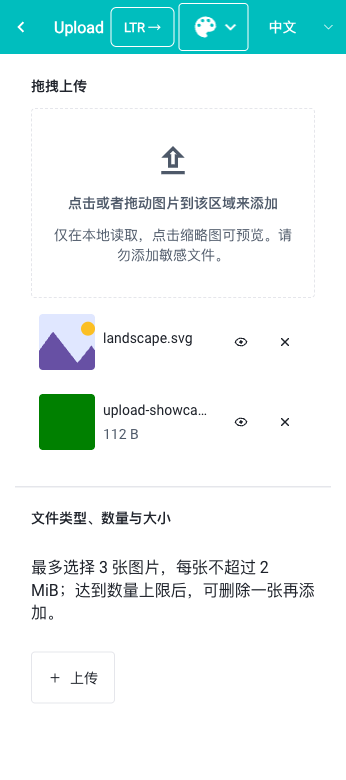 Upload LTR→ 中文
拖拽上传
点击或者拖动图片到该区域来添加
仅在本地读取，点击缩略图可预览。请
勿添加敏感文件。
landscape.svg
upload-showca...
112 B
文件类型、数量与大小
最多选择 3 张图片，每张不超过 2
MiB；达到数量上限后，可删除一张再添
加。
+ 上传